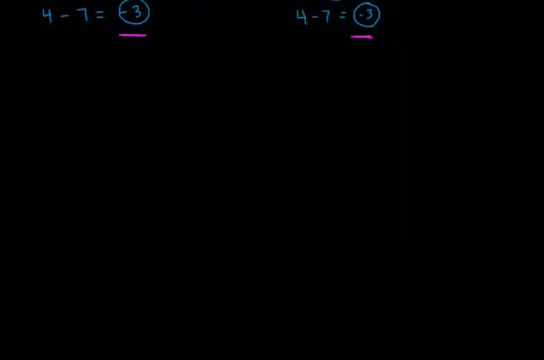 4 - 7 = -3
4 - 7 = -3